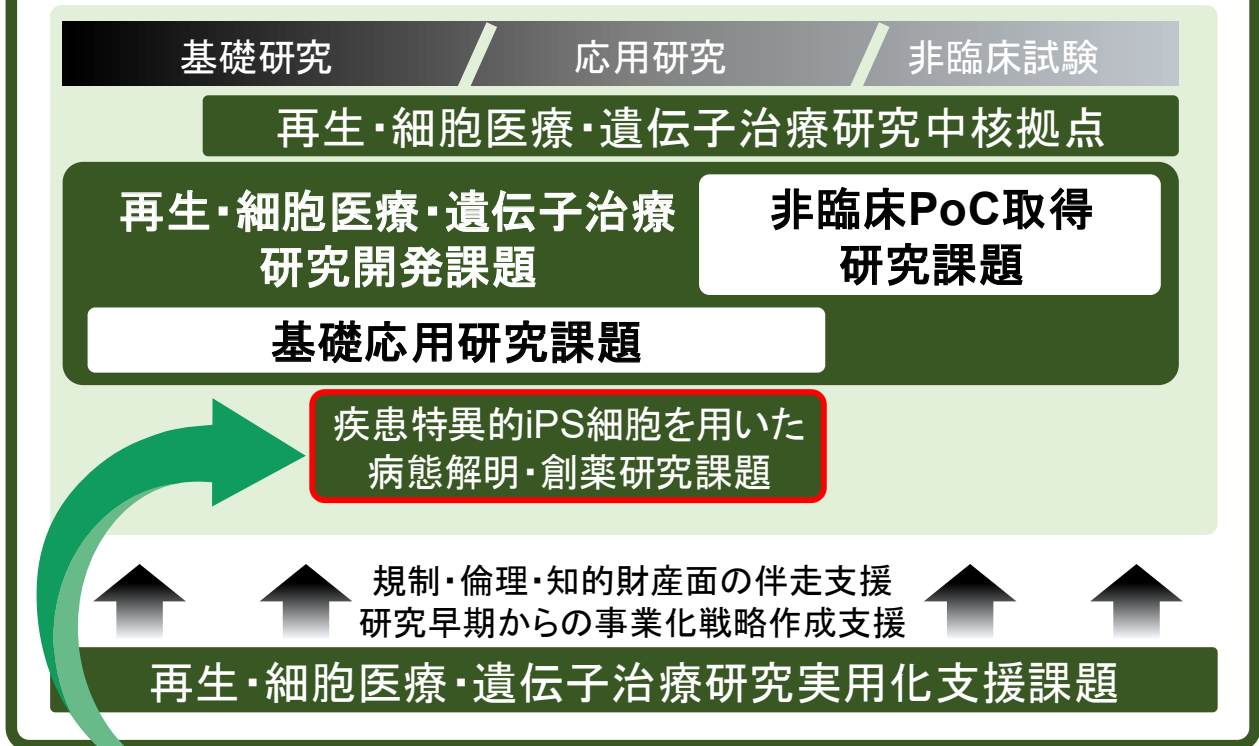 基礎研究
応用研究
非臨床試験
再生・細胞医療・遺伝子治療研究中核拠点
再生・細胞医療・遺伝子治療
研究開発課題
非臨床PoC取得
研究課題
基礎応用研究課題
疾患特異的iPS細胞を用いた
病態解明・創薬研究課題
規制・倫理・知的財産面の伴走支援
研究早期からの事業化戦略作成支援
再生・細胞医療・遺伝子治療研究実用化支援課題